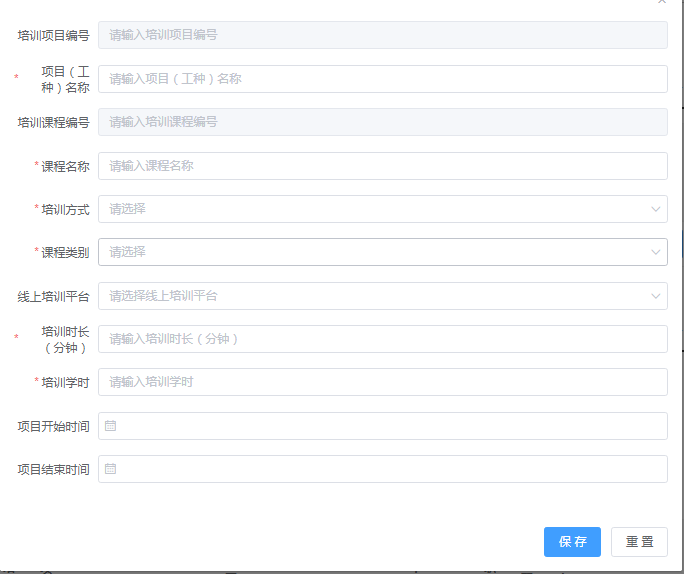 培训项目编号 请输入培训项目编号
* 项目（工
种）名称 请输入项目（工种）名称
培训课程编号 请输入培训课程编号
* 课程名称 请输入课程名称
* 培训方式 请选择
* 课程类别 请选择
线上培训平台 请选择线上培训平台
* 培训时长
（分钟） 请输入培训时长（分钟）
* 培训学时 请输入培训学时
项目开始时间
项目结束时间
保存 重置